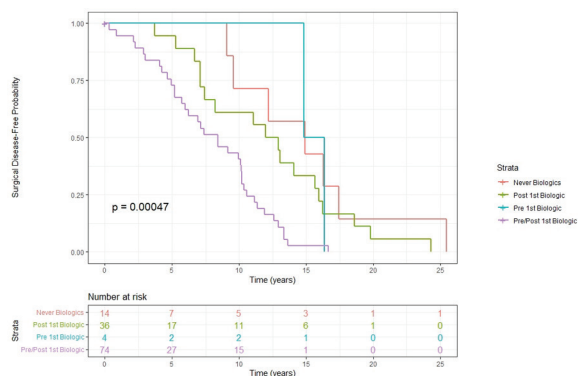 1.00
0.75
0.50
0.25
0.00
Surgical Disease-Free Probability
p = 0.00047
0 5 10 15 20 25
Time (years)
Strata
Never Biologics
Post 1st Biologic
Pre 1st Biologic
Pre/Post 1st Biologic
Number at risk
Strata
Never Biologics 14 7 5 3 1 1
Post 1st Biologic 36 17 11 6 1 0
Pre 1st Biologic 4 2 2 1 0 0
Pre/Post 1st Biologic 74 27 15 1 0 0
0 5 10 15 20 25
Time (years)